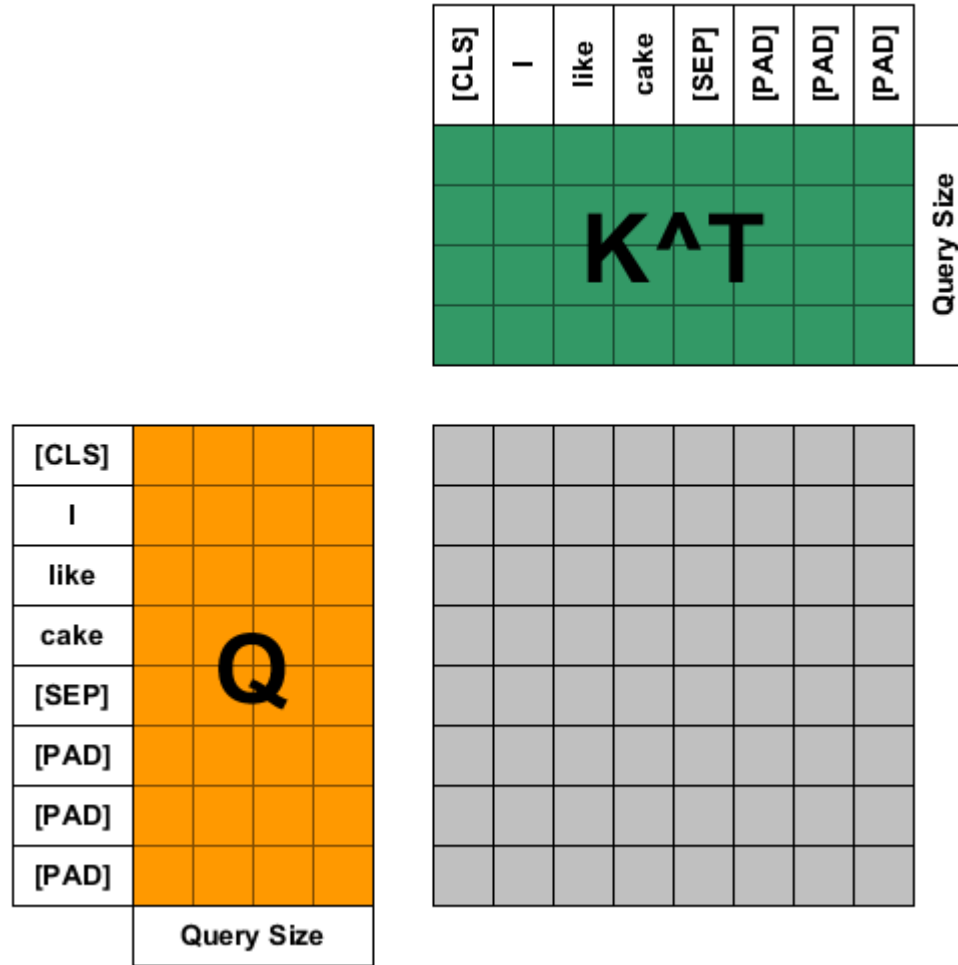 [CLS]
I
like
cake
[SEP]
[PAD]
[PAD]
[PAD]
K^T
Query Size
[CLS]
I
like
cake
[SEP]
[PAD]
[PAD]
[PAD]
Q
Query Size